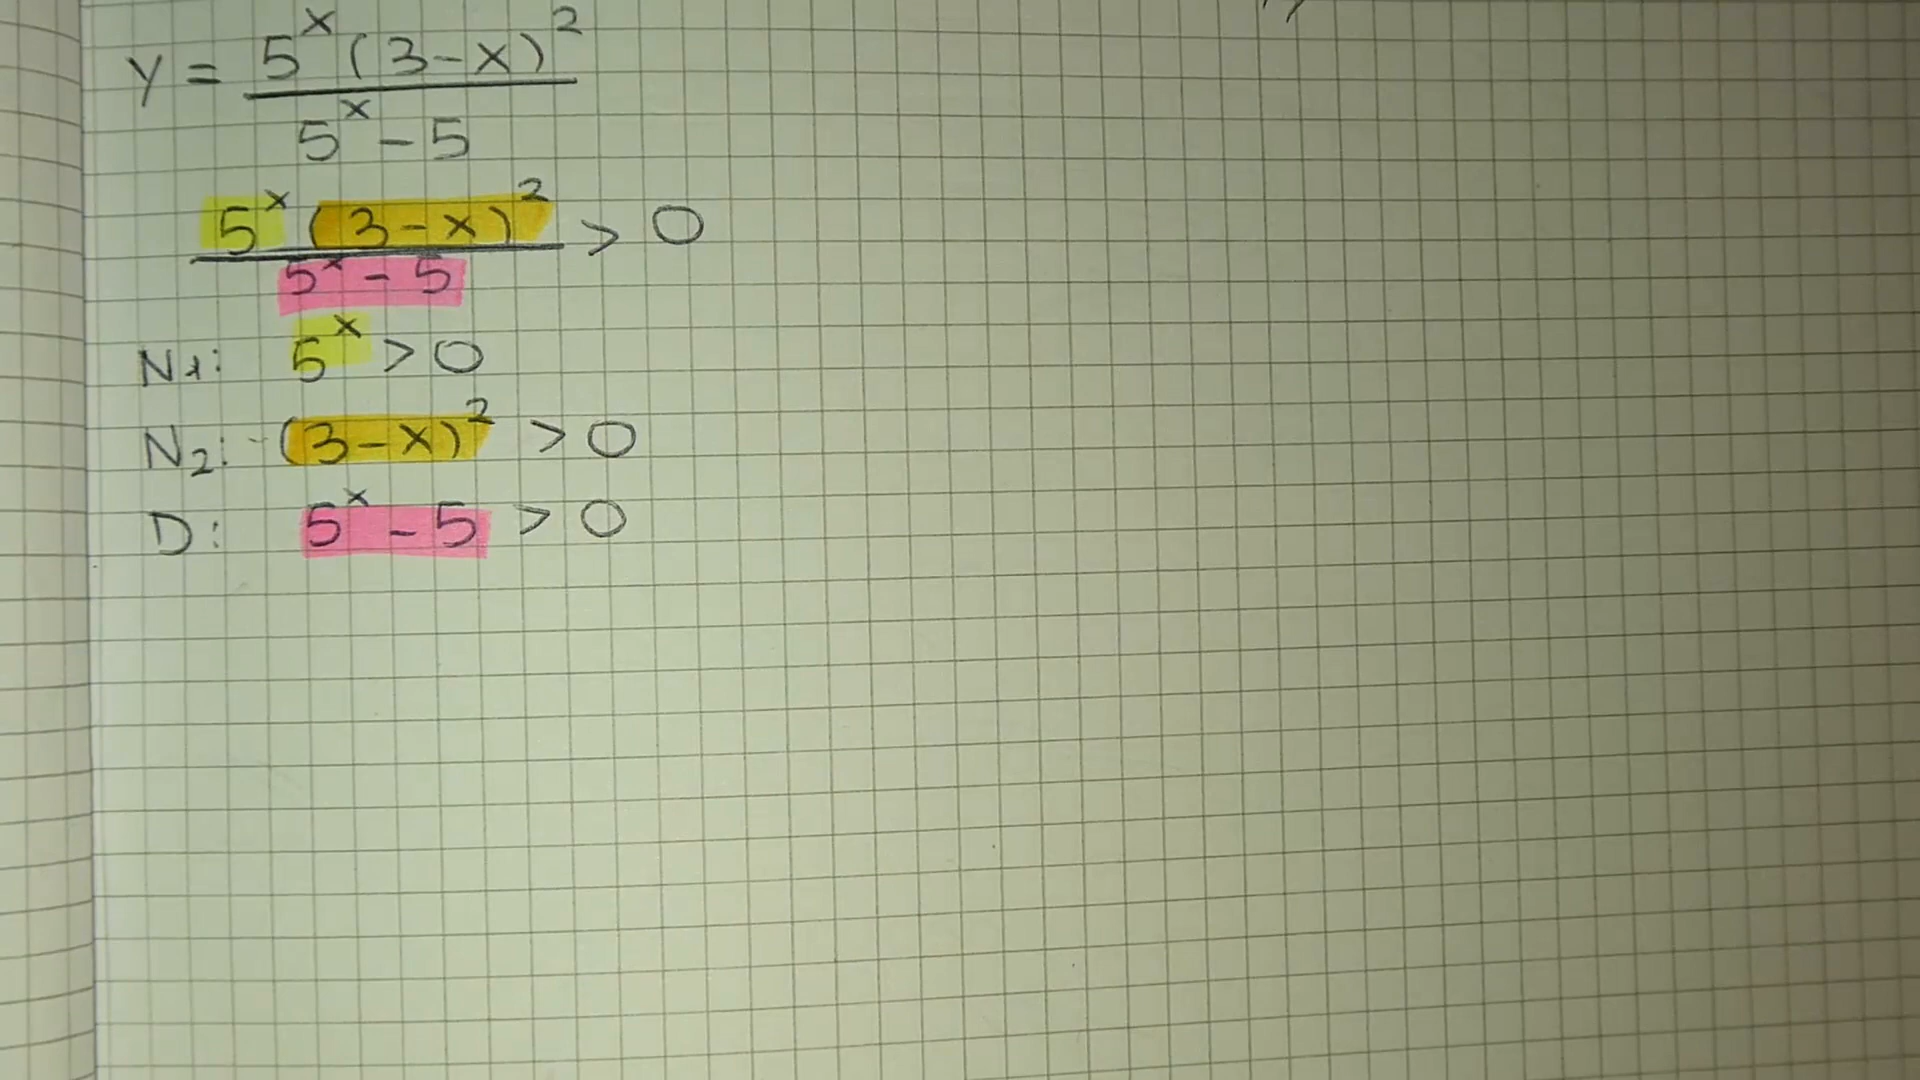 y = 5^x (3-x)^2 / 5^x - 5
5^x (3-x)^2 / 5^x - 5 > 0
N1: 5^x > 0
N2: (3-x)^2 > 0
D: 5^x - 5 > 0